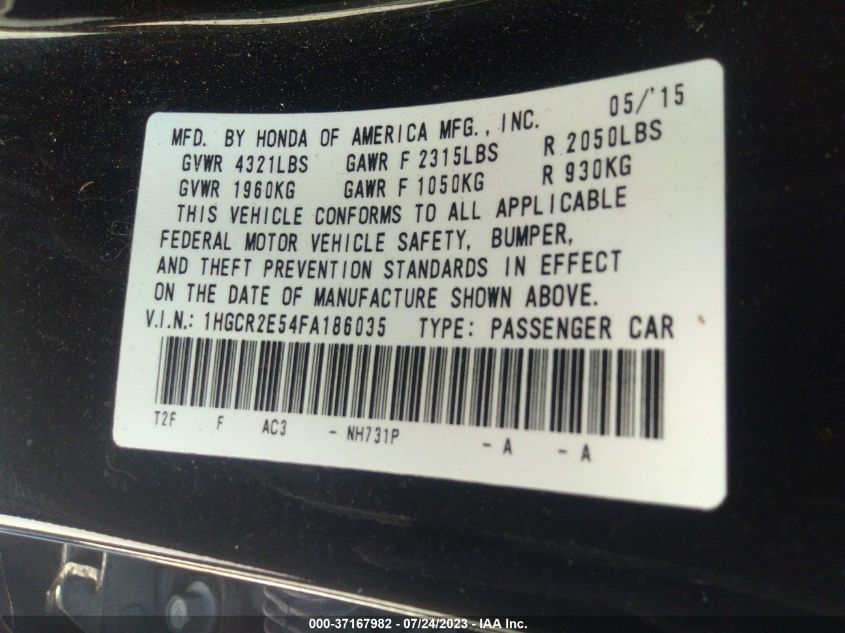 05/'15
MFD. BY HONDA OF AMERICA MFG., INC.
GVWR 4321LBS GAWR F 2315LBS R 2050LBS
GVWR 1960KG GAWR F 1050KG R 930KG
THIS VEHICLE CONFORMS TO ALL APPLICABLE
FEDERAL MOTOR VEHICLE SAFETY, BUMPER,
AND THEFT PREVENTION STANDARDS IN EFFECT
ON THE DATE OF MANUFACTURE SHOWN ABOVE.
V.I.N.: 1HGCR2E54FA186035 TYPE: PASSENGER CAR
T2F F AC3 - NH731P - A - A
000-37167982 - 07/24/2023 - IAA Inc.